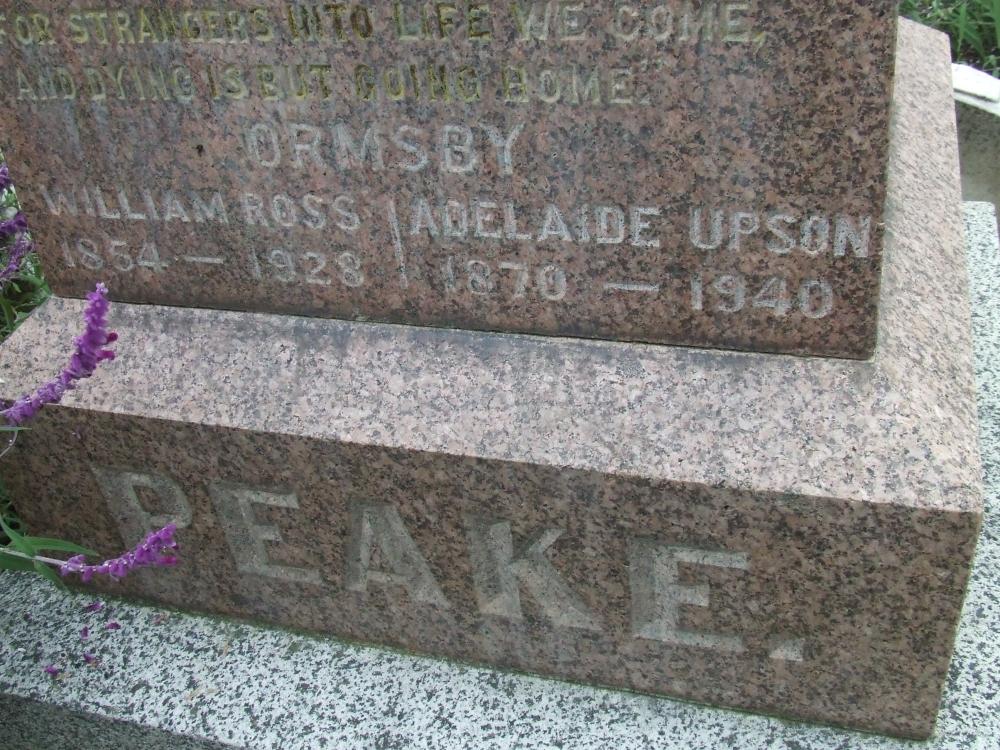 FOR STRANGERS INTO LIFE WE COME,
AND DYING IS BUT GOING HOME."
ORMSBY
WILLIAM ROSS | ADELAIDE UPSON
1854 — 1928 | 1870 — 1940
PEAKE.